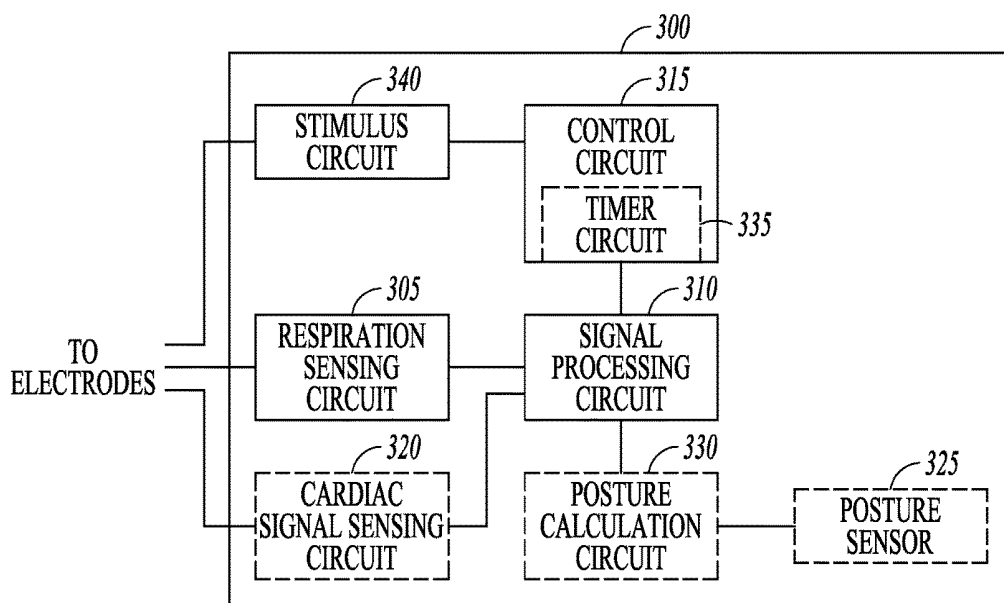 300
340
STIMULUS
CIRCUIT
315
CONTROL
CIRCUIT
TIMER
CIRCUIT
335
TO
ELECTRODES
305
RESPIRATION
SENSING
CIRCUIT
310
SIGNAL
PROCESSING
CIRCUIT
320
CARDIAC
SIGNAL SENSING
CIRCUIT
330
POSTURE
CALCULATION
CIRCUIT
325
POSTURE
SENSOR